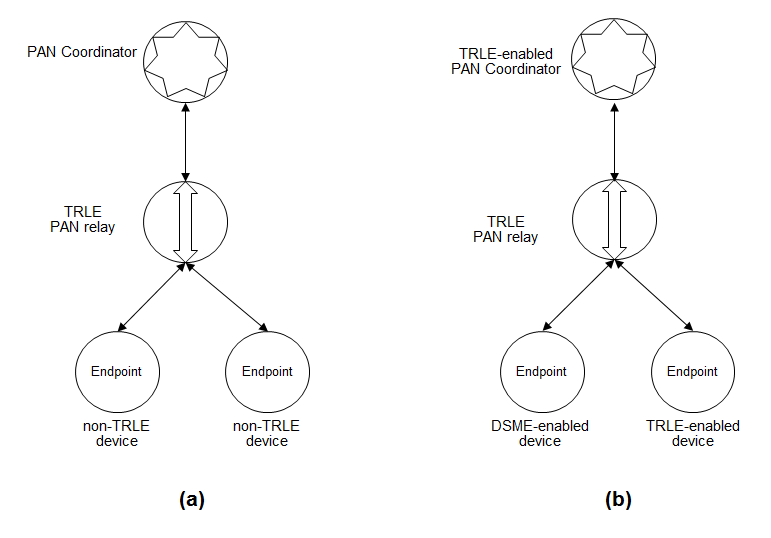 PAN Coordinator
TRLE
PAN relay
Endpoint
Endpoint
non-TRLE
device
non-TRLE
device
(a)
TRLE-enabled
PAN Coordinator
TRLE
PAN relay
Endpoint
Endpoint
DSME-enabled
device
TRLE-enabled
device
(b)